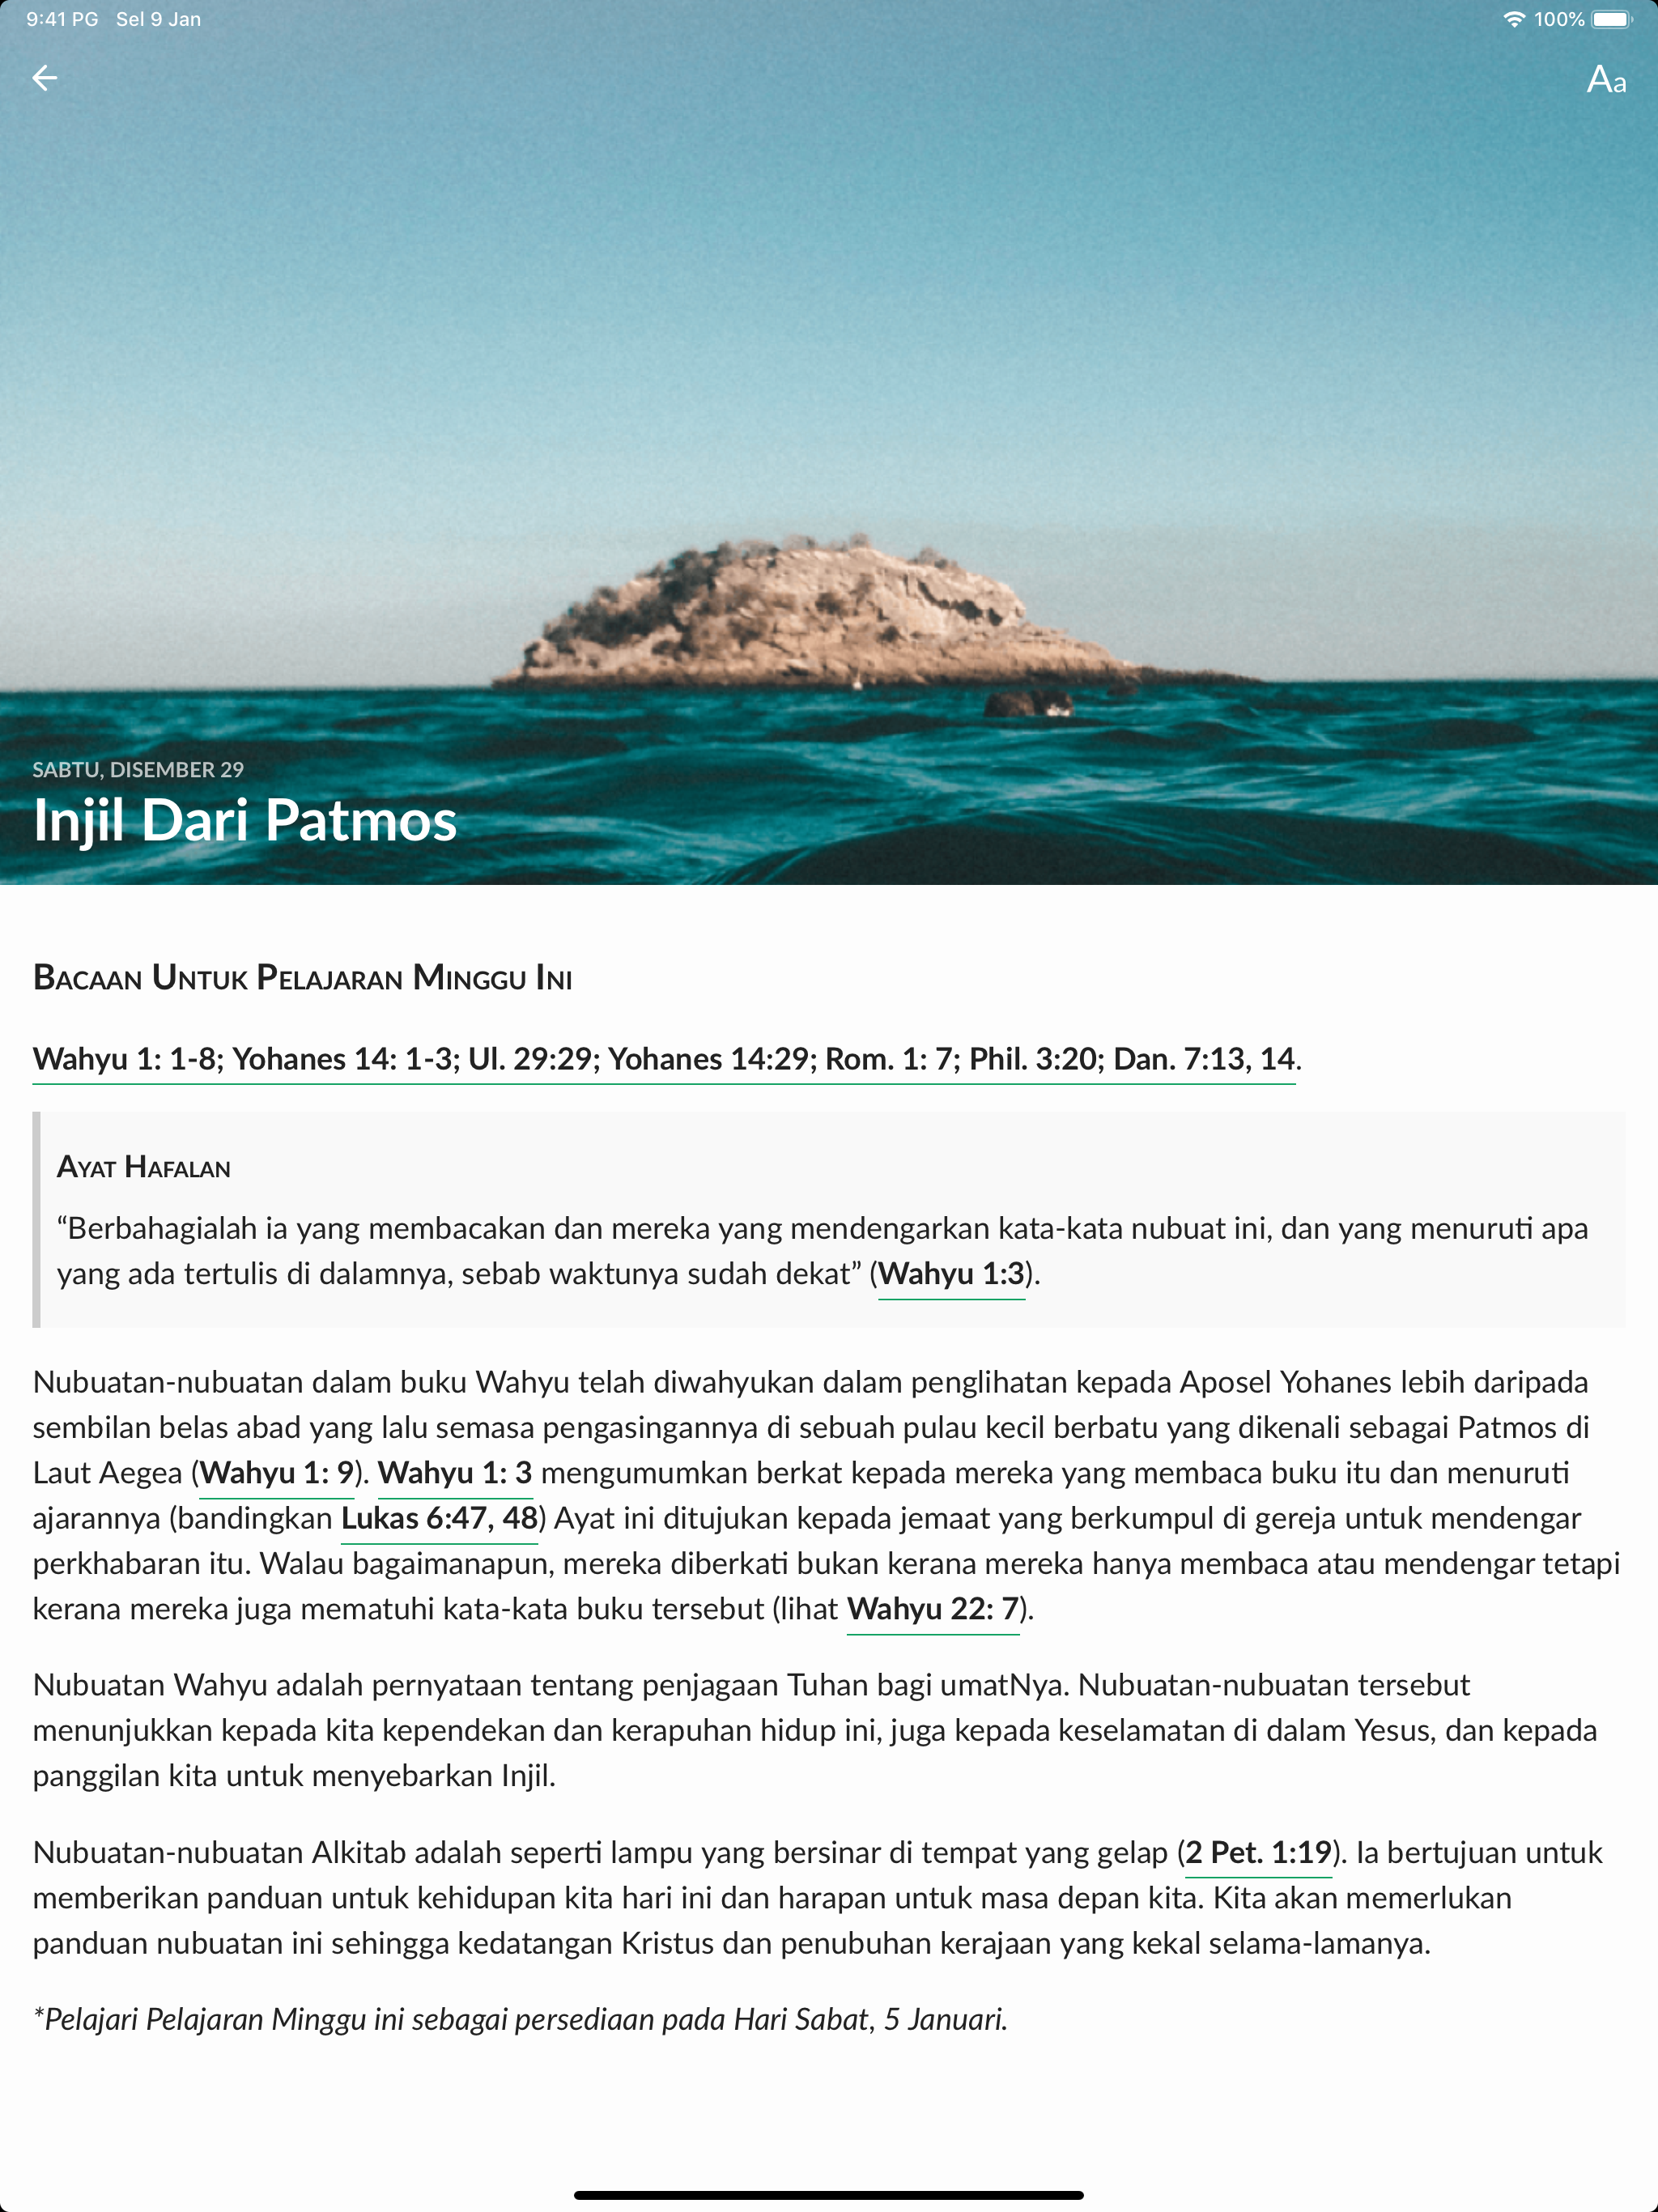 9:41 PG Sel 9 Jan
100%
Aa
SABTU, DISEMBER 29
Injil Dari Patmos
Bacaan Untuk Pelajaran Minggu Ini
Wahyu 1: 1-8; Yohanes 14: 1-3; Ul. 29:29; Yohanes 14:29; Rom. 1: 7; Phil. 3:20; Dan. 7:13, 14.
Ayat Hafalan
“Berbahagialah ia yang membacakan dan mereka yang mendengarkan kata-kata nubuat ini, dan yang menuruti apa
yang ada tertulis di dalamnya, sebab waktunya sudah dekat” (Wahyu 1:3).
Nubuatan-nubuatan dalam buku Wahyu telah diwahyukan dalam penglihatan kepada Aposel Yohanes lebih daripada
sembilan belas abad yang lalu semasa pengasingannya di sebuah pulau kecil berbatu yang dikenali sebagai Patmos di
Laut Aegea (Wahyu 1: 9). Wahyu 1: 3 mengumumkan berkat kepada mereka yang membaca buku itu dan menuruti
ajarannya (bandingkan Lukas 6:47, 48) Ayat ini ditujukan kepada jemaat yang berkumpul di gereja untuk mendengar
perkhabaran itu. Walau bagaimanapun, mereka diberkati bukan kerana mereka hanya membaca atau mendengar tetapi
kerana mereka juga mematuhi kata-kata buku tersebut (lihat Wahyu 22: 7).
Nubuatan Wahyu adalah pernyataan tentang penjagaan Tuhan bagi umatNya. Nubuatan-nubuatan tersebut
menunjukkan kepada kita kependekan dan kerapuhan hidup ini, juga kepada keselamatan di dalam Yesus, dan kepada
panggilan kita untuk menyebarkan Injil.
Nubuatan-nubuatan Alkitab adalah seperti lampu yang bersinar di tempat yang gelap (2 Pet. 1:19). Ia bertujuan untuk
memberikan panduan untuk kehidupan kita hari ini dan harapan untuk masa depan kita. Kita akan memerlukan
panduan nubuatan ini sehingga kedatangan Kristus dan penubuhan kerajaan yang kekal selama-lamanya.
*Pelajari Pelajaran Minggu ini sebagai persediaan pada Hari Sabat, 5 Januari.